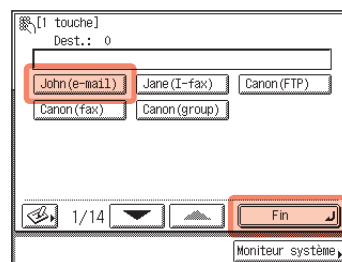 [1 touche]
Dest.: 0
John(e-mail) Jane(I-fax) Canon(FTP)
Canon(fax) Canon(group)
1/14 Fin
Moniteur système